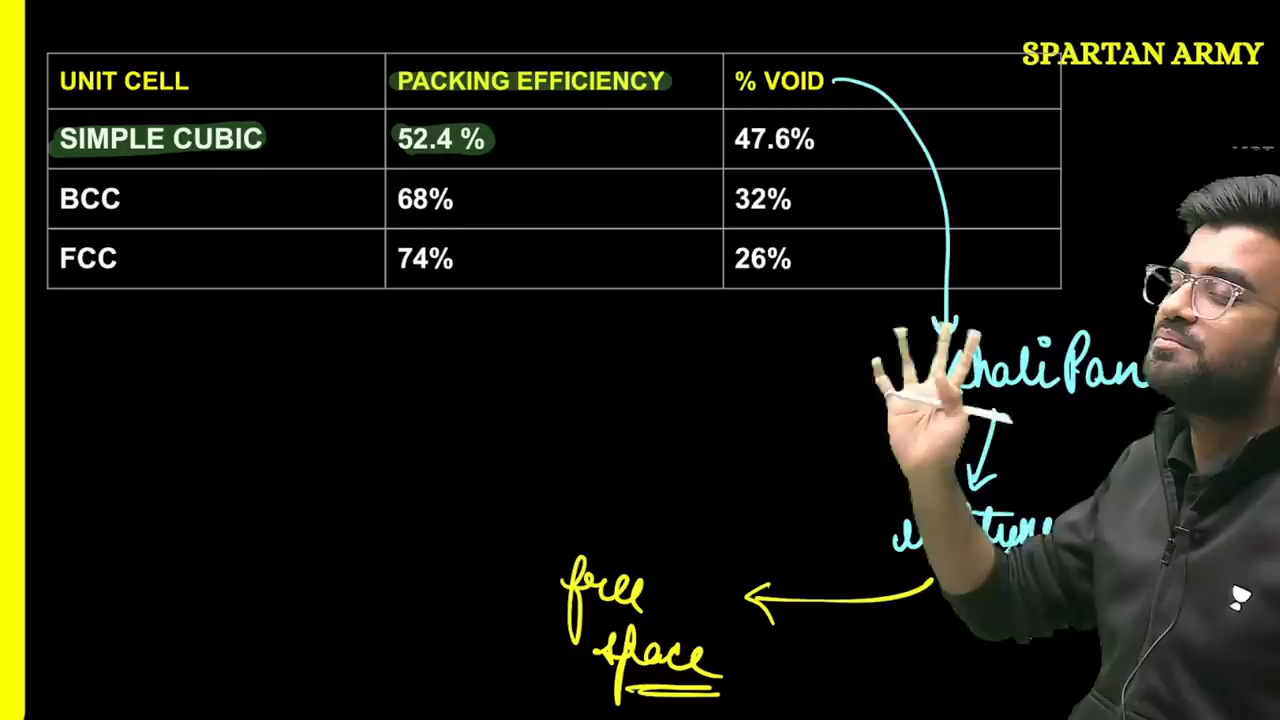 SPARTAN ARMY
UNIT CELL PACKING EFFICIENCY % VOID
SIMPLE CUBIC 52.4 % 47.6%
BCC 68% 32%
FCC 74% 26%
free
space